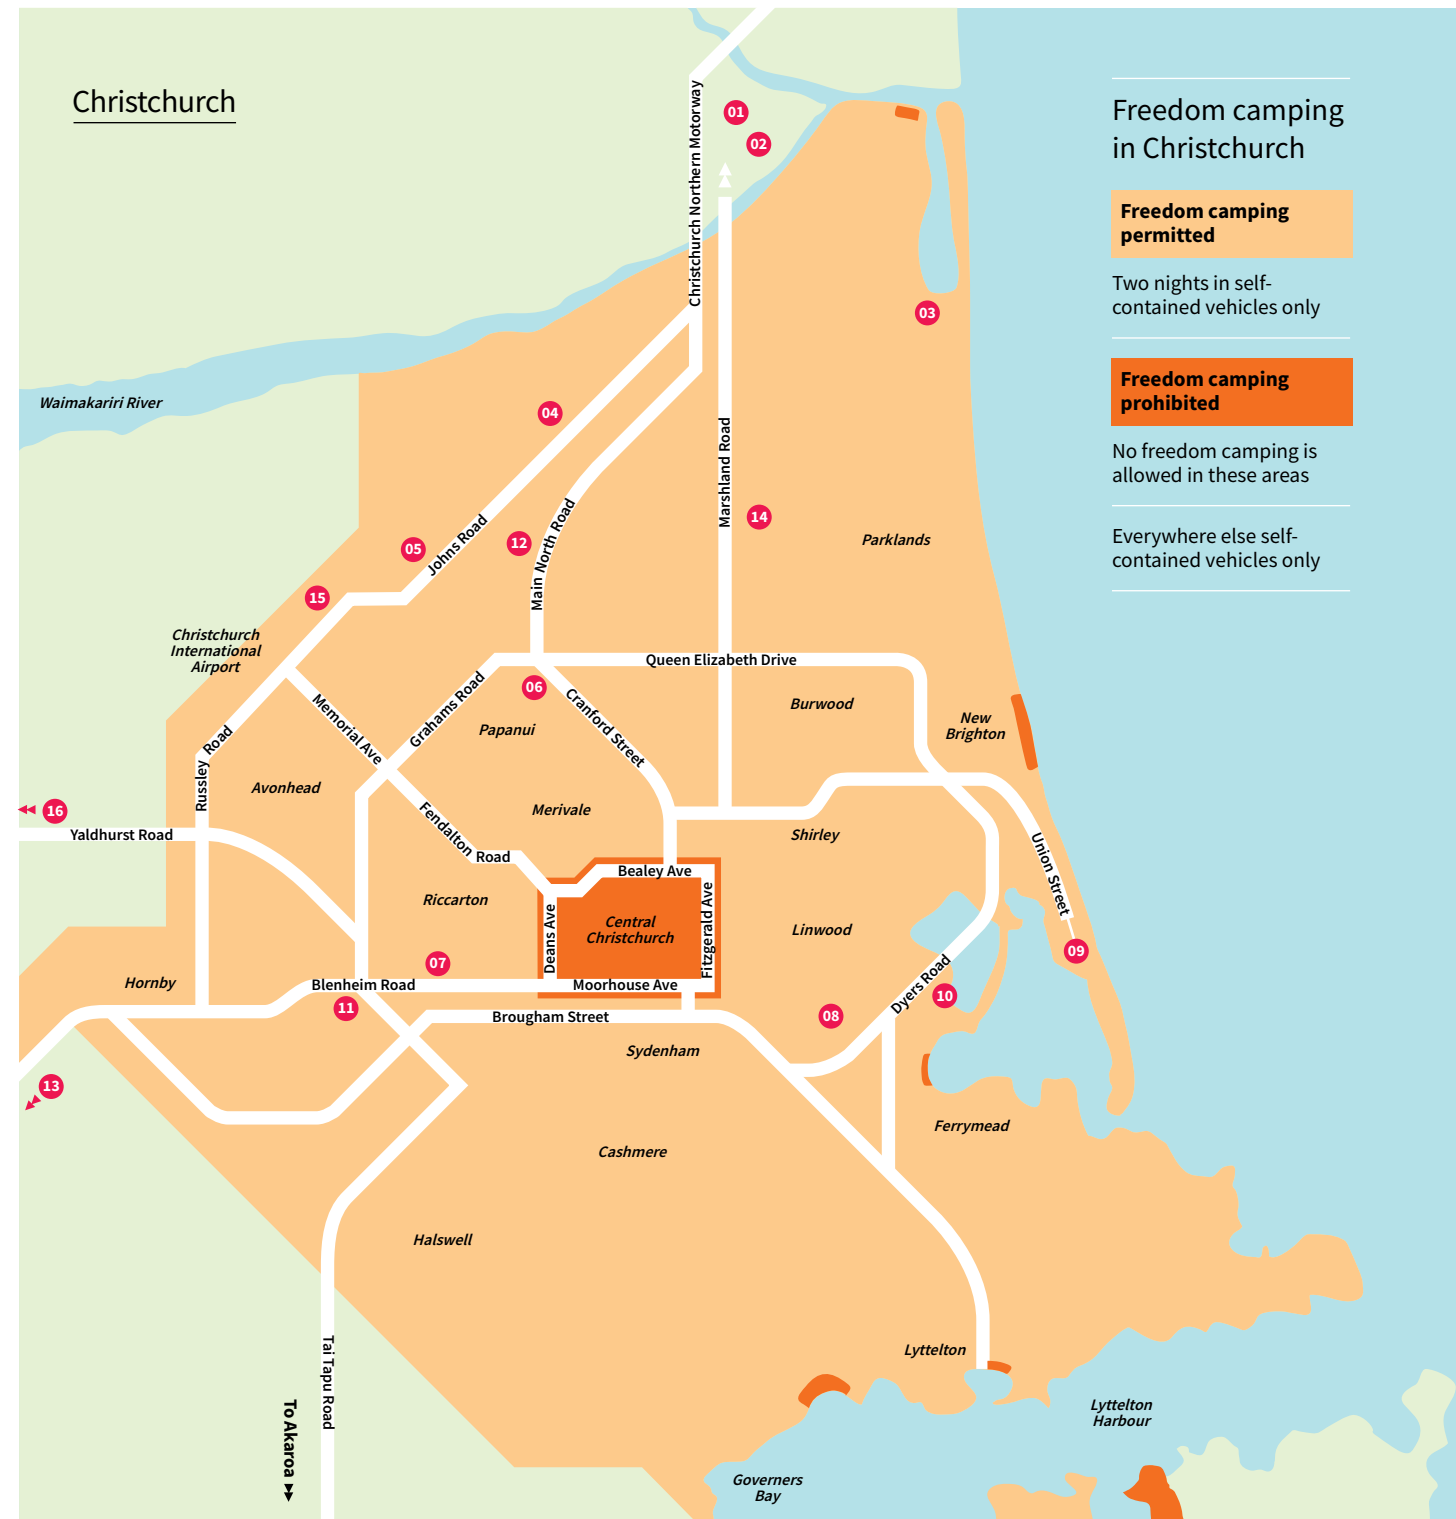 Christchurch
Freedom camping
in Christchurch
Freedom camping
permitted
Two nights in self-
contained vehicles only
Freedom camping
prohibited
No freedom camping is
allowed in these areas
Everywhere else self-
contained vehicles only
Christchurch Northern Motorway
01
02
03
Waimakariri River
04
Marshland Road
14
Parklands
05
Johns Road
12
Main North Road
15
Christchurch
International
Airport
Queen Elizabeth Drive
06
Memorial Ave
Grahams Road
Cranford Street
Papanui
Burwood
New
Brighton
Russley Road
Avonhead
16
Yaldhurst Road
Merivale
Fendalton Road
Shirley
Union Street
Bealey Ave
Riccarton
Central
Christchurch
Deans Ave
Fitzgerald Ave
Linwood
09
07
Hornby
Blenheim Road
Moorhouse Ave
Dyers Road
10
11
Brougham Street
08
Sydenham
13
Ferrymead
Cashmere
Halswell
Lyttelton
Tai Tapu Road
To Akaroa
Lyttelton
Harbour
Governers
Bay